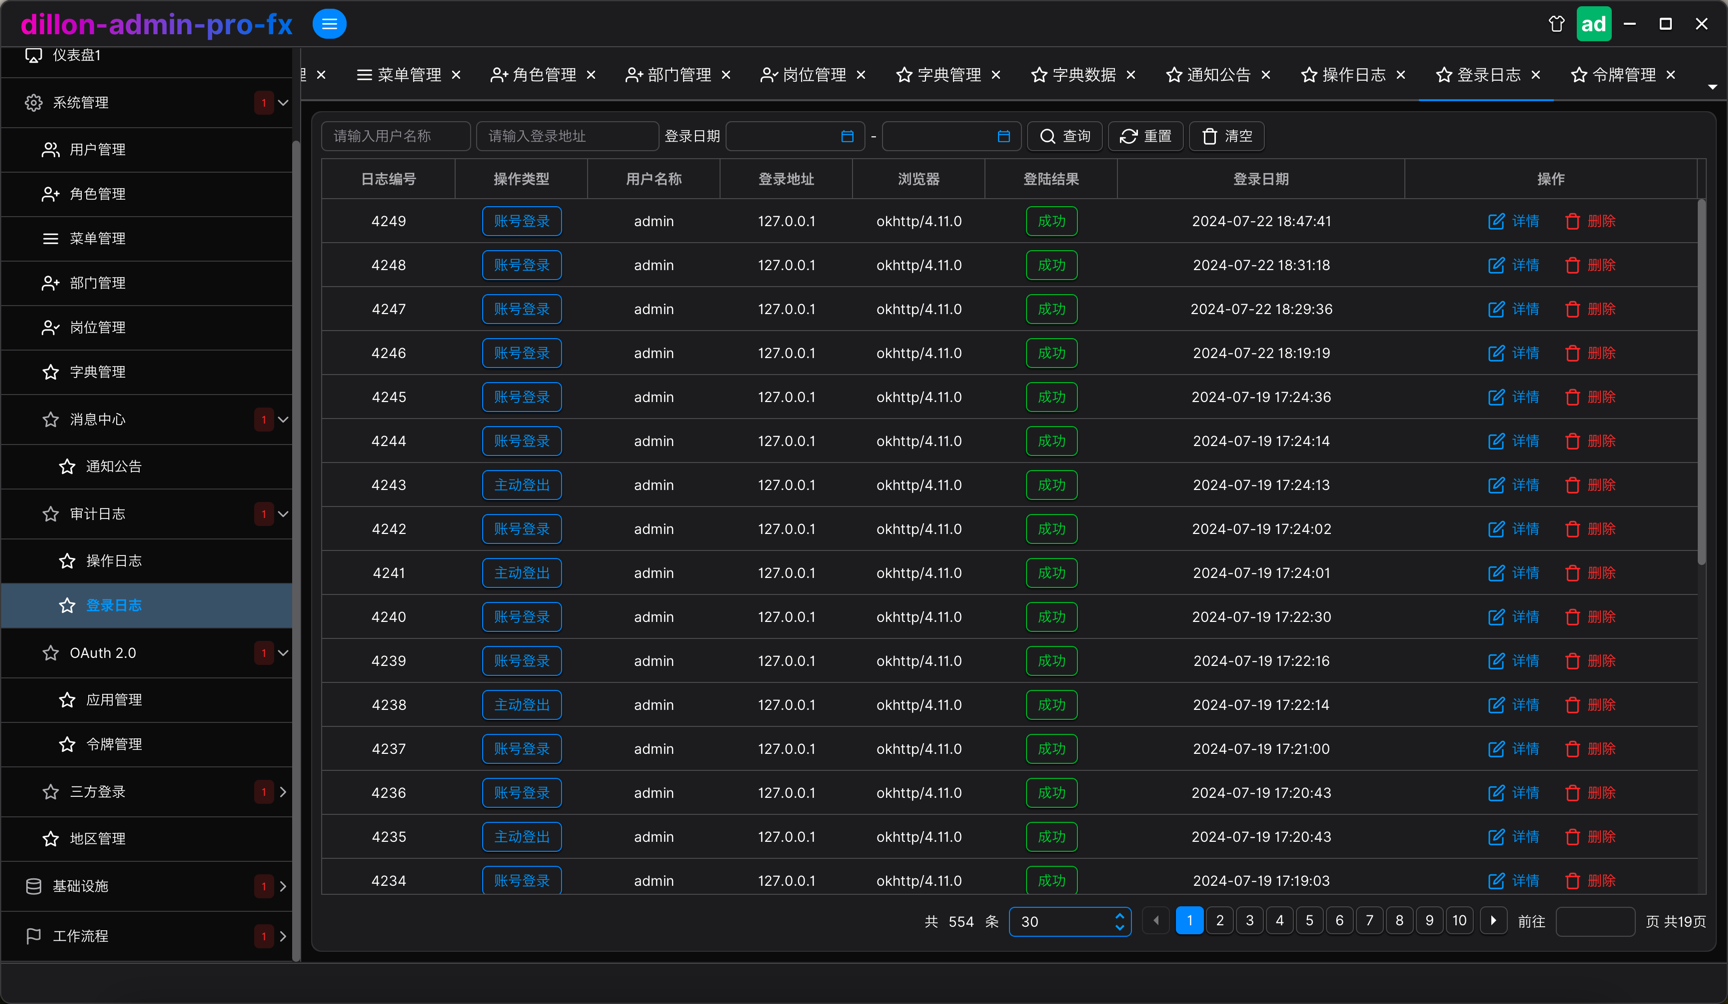 dillon-admin-pro-fx
ad
仪表盘1
系统管理 1
用户管理
角色管理
菜单管理
部门管理
岗位管理
字典管理
消息中心 1
通知公告
审计日志 1
操作日志
登录日志
OAuth 2.0 1
应用管理
令牌管理
三方登录 1
地区管理
基础设施 1
工作流程 1
菜单管理 角色管理 部门管理 岗位管理 字典管理 字典数据 通知公告 操作日志 登录日志 令牌管理
请输入用户名称 请输入登录地址 登录日期 - 查询 重置 清空
日志编号 操作类型 用户名称 登录地址 浏览器 登陆结果 登录日期 操作
4249 账号登录 admin 127.0.0.1 okhttp/4.11.0 成功 2024-07-22 18:47:41 详情 删除
4248 账号登录 admin 127.0.0.1 okhttp/4.11.0 成功 2024-07-22 18:31:18 详情 删除
4247 账号登录 admin 127.0.0.1 okhttp/4.11.0 成功 2024-07-22 18:29:36 详情 删除
4246 账号登录 admin 127.0.0.1 okhttp/4.11.0 成功 2024-07-22 18:19:19 详情 删除
4245 账号登录 admin 127.0.0.1 okhttp/4.11.0 成功 2024-07-19 17:24:36 详情 删除
4244 账号登录 admin 127.0.0.1 okhttp/4.11.0 成功 2024-07-19 17:24:14 详情 删除
4243 主动登出 admin 127.0.0.1 okhttp/4.11.0 成功 2024-07-19 17:24:13 详情 删除
4242 账号登录 admin 127.0.0.1 okhttp/4.11.0 成功 2024-07-19 17:24:02 详情 删除
4241 主动登出 admin 127.0.0.1 okhttp/4.11.0 成功 2024-07-19 17:24:01 详情 删除
4240 账号登录 admin 127.0.0.1 okhttp/4.11.0 成功 2024-07-19 17:22:30 详情 删除
4239 账号登录 admin 127.0.0.1 okhttp/4.11.0 成功 2024-07-19 17:22:16 详情 删除
4238 主动登出 admin 127.0.0.1 okhttp/4.11.0 成功 2024-07-19 17:22:14 详情 删除
4237 账号登录 admin 127.0.0.1 okhttp/4.11.0 成功 2024-07-19 17:21:00 详情 删除
4236 账号登录 admin 127.0.0.1 okhttp/4.11.0 成功 2024-07-19 17:20:43 详情 删除
4235 主动登出 admin 127.0.0.1 okhttp/4.11.0 成功 2024-07-19 17:20:43 详情 删除
4234 账号登录 admin 127.0.0.1 okhttp/4.11.0 成功 2024-07-19 17:19:03 详情 删除
共 554 条 30 1 2 3 4 5 6 7 8 9 10 前往 页 共19页